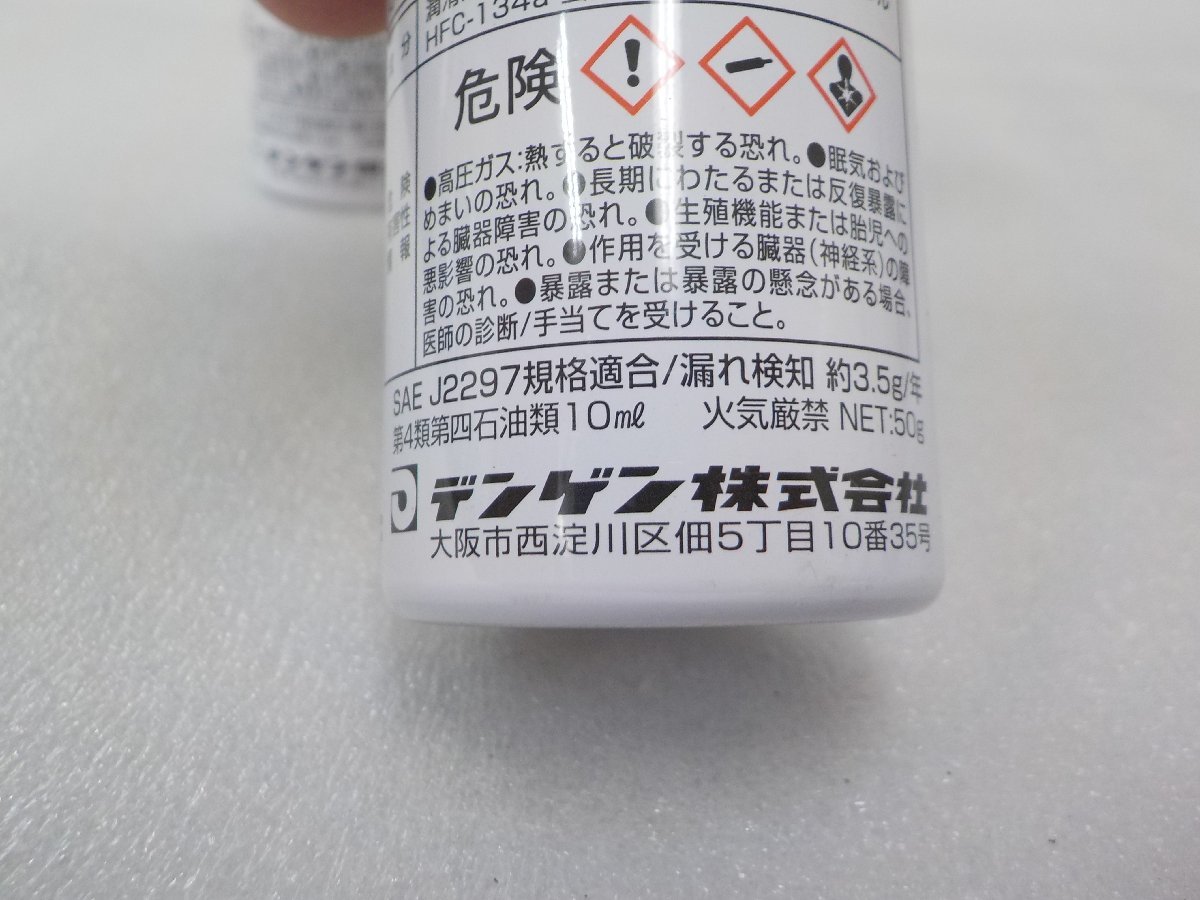 分
HFC-134a
危険
●高圧ガス:熱すると破裂する恐れ。●眠気および
めまいの恐れ。●長期にわたるまたは反復暴露に
よる臓器障害の恐れ。●生殖機能または胎児への
悪影響の恐れ。●作用を受ける臓器(神経系)の障
害の恐れ。●暴露または暴露の懸念がある場合、
医師の診断/手当てを受けること。
険
害性
報
SAE J2297規格適合/漏れ検知 約3.5g/年
第4類第四石油類10㎖ 火気厳禁 NET:50g
デンゲン株式会社
大阪市西淀川区佃5丁目10番35号